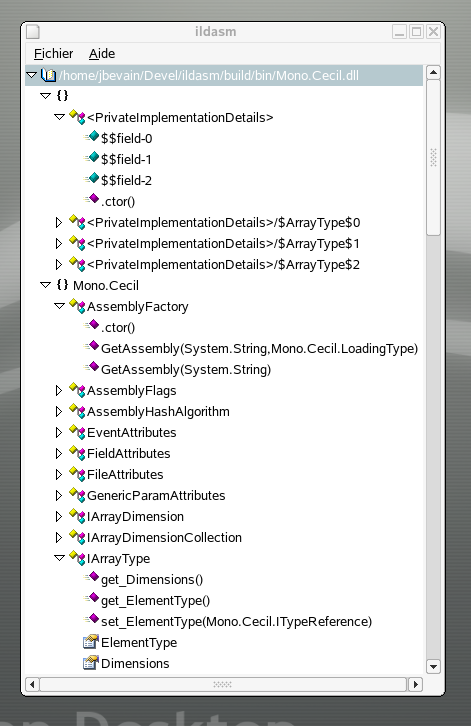 ildasm
Fichier Aide
/home/jbevain/Devel/ildasm/build/bin/Mono.Cecil.dll
{}
<PrivateImplementationDetails>
$$field-0
$$field-1
$$field-2
.ctor()
<PrivateImplementationDetails>/$ArrayType$0
<PrivateImplementationDetails>/$ArrayType$1
<PrivateImplementationDetails>/$ArrayType$2
{} Mono.Cecil
AssemblyFactory
.ctor()
GetAssembly(System.String,Mono.Cecil.LoadingType)
GetAssembly(System.String)
AssemblyFlags
AssemblyHashAlgorithm
EventAttributes
FieldAttributes
FileAttributes
GenericParamAttributes
IArrayDimension
IArrayDimensionCollection
IArrayType
get_Dimensions()
get_ElementType()
set_ElementType(Mono.Cecil.ITypeReference)
ElementType
Dimensions
on Desktop